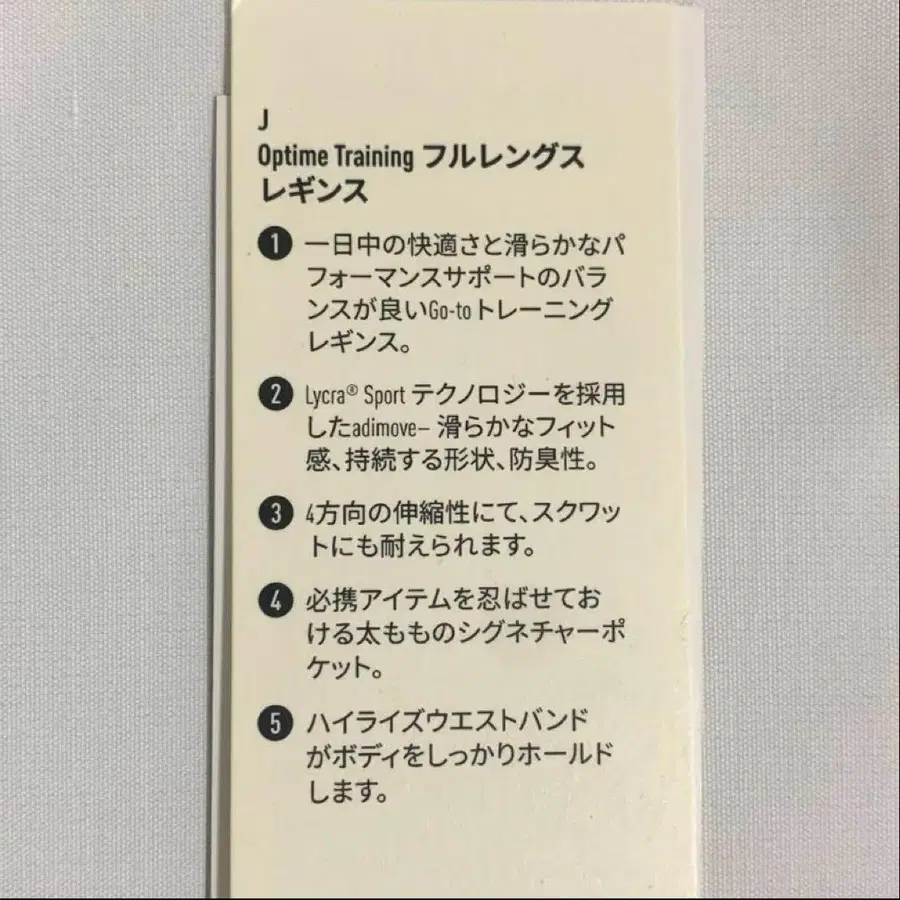 J
Optime Training フルレングス
レギンス
1 一日中の快適さと滑らかなパ
フォーマンスサポートのバラ
ンスが良いGo-toトレーニング
レギンス。
2 Lycra® Sport テクノロジーを採用
したadimove– 滑らかなフィット
感、持続する形状、防臭性。
3 4方向の伸縮性にて、スクワッ
トにも耐えられます。
4 必携アイテムを忍ばせてお
ける太もものシグネチャーポ
ケット。
5 ハイライズウエストバンド
がボディをしっかりホールド
します。